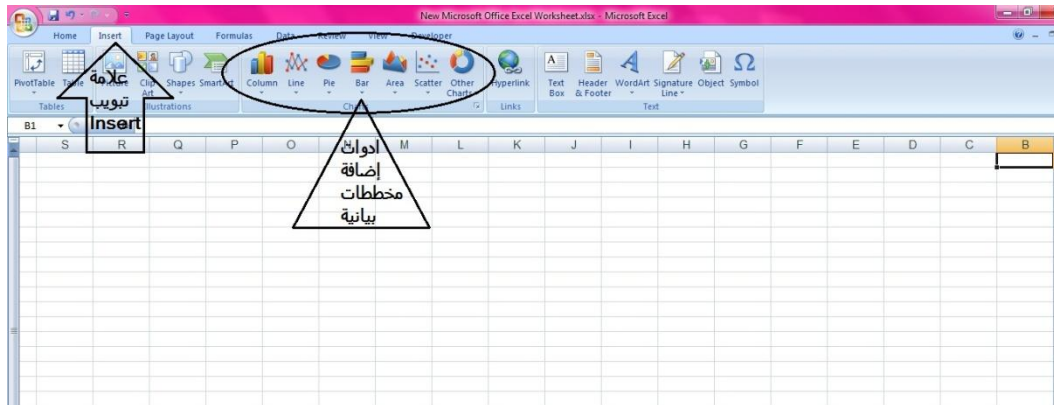 New Microsoft Office Excel Worksheet.xlsx - Microsoft Excel
Home Insert Page Layout Formulas Data Review View Developer
PivotTable Table Picture Clip Art Shapes SmartArt Column Line Pie Bar Area Scatter Other Charts Hyperlink Text Box Header & Footer WordArt Signature Line Object Symbol
Tables Illustrations Charts Links Text
علامة
تبويب
Insert
B1
S R Q P O M L K J I H G F E D C B
ادوات
إضافة
مخططات
بيانية